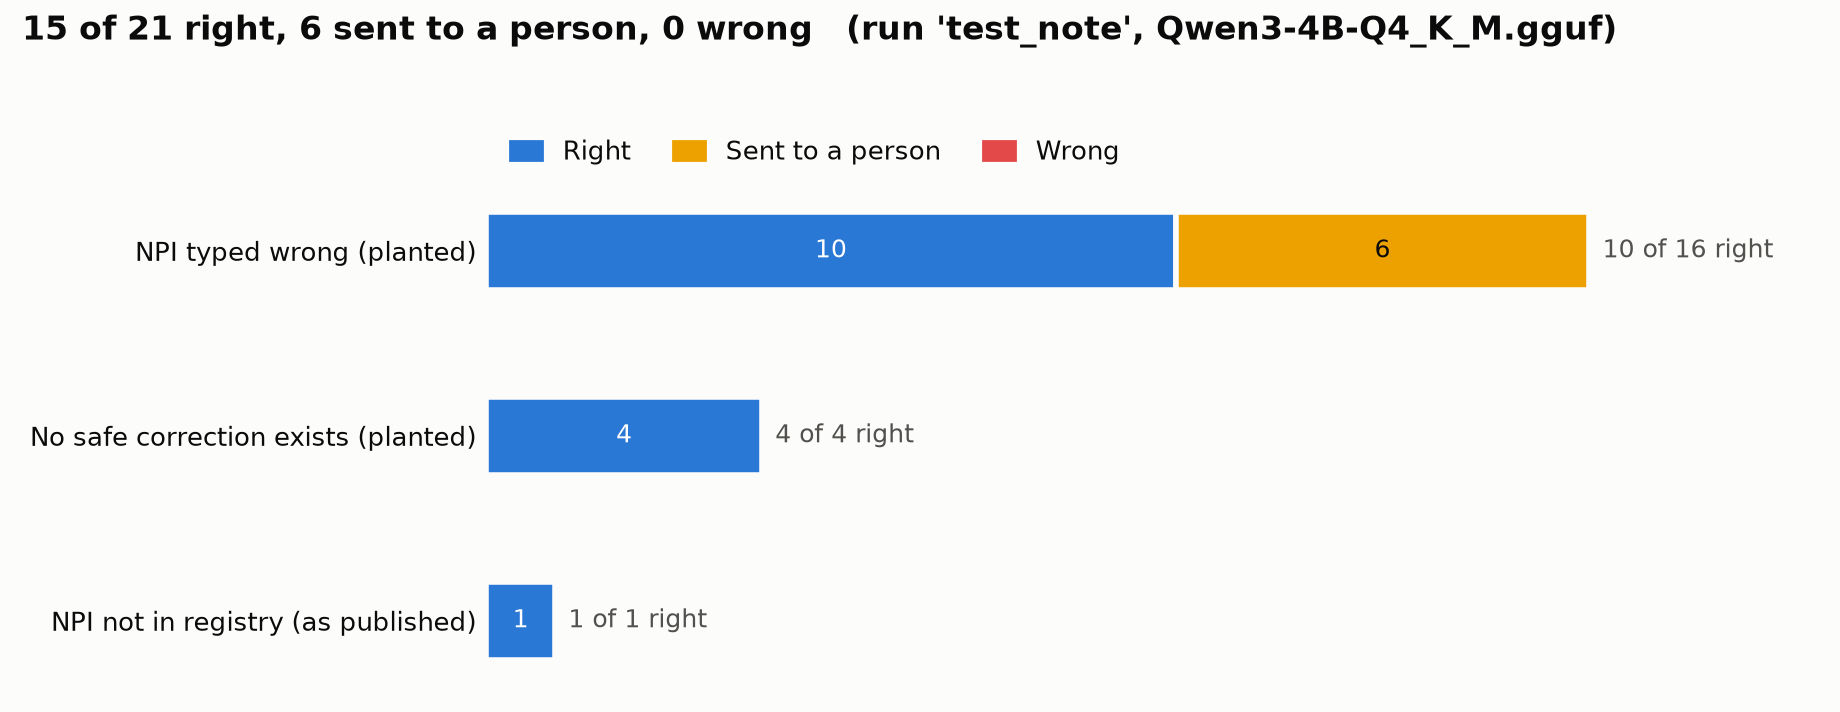 15 of 21 right, 6 sent to a person, 0 wrong (run 'test_note', Qwen3-4B-Q4_K_M.gguf)
Right Sent to a person Wrong
NPI typed wrong (planted) 10 6 10 of 16 right
No safe correction exists (planted) 4 4 of 4 right
NPI not in registry (as published) 1 1 of 1 right